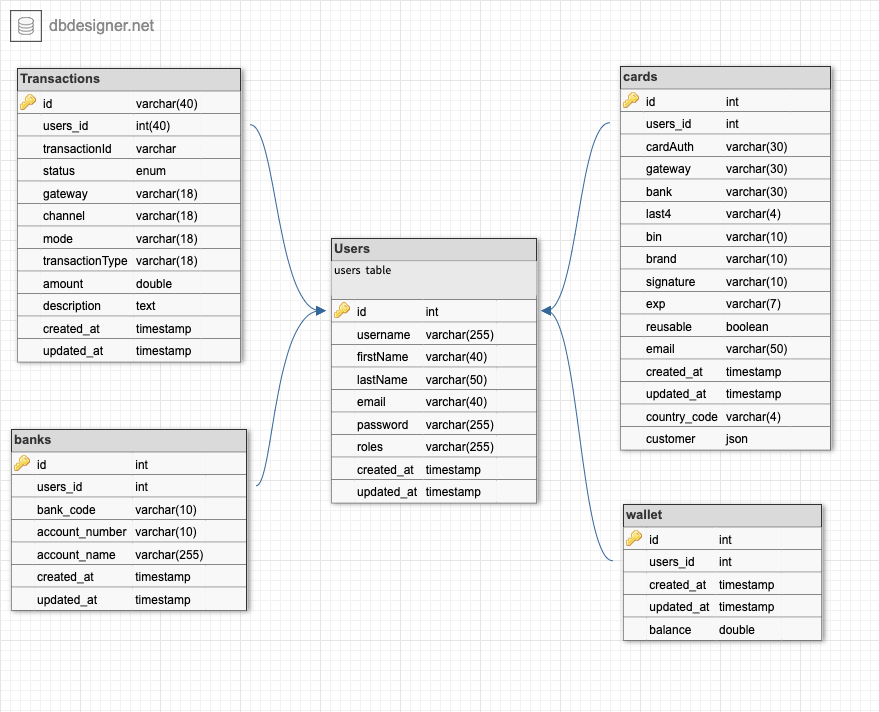 dbdesigner.net
Transactions
id varchar(40)
users_id int(40)
transactionId varchar
status enum
gateway varchar(18)
channel varchar(18)
mode varchar(18)
transactionType varchar(18)
amount double
description text
created_at timestamp
updated_at timestamp
banks
id int
users_id int
bank_code varchar(10)
account_number varchar(10)
account_name varchar(255)
created_at timestamp
updated_at timestamp
Users
users table
id int
username varchar(255)
firstName varchar(40)
lastName varchar(50)
email varchar(40)
password varchar(255)
roles varchar(255)
created_at timestamp
updated_at timestamp
cards
id int
users_id int
cardAuth varchar(30)
gateway varchar(30)
bank varchar(30)
last4 varchar(4)
bin varchar(10)
brand varchar(10)
signature varchar(10)
exp varchar(7)
reusable boolean
email varchar(50)
created_at timestamp
updated_at timestamp
country_code varchar(4)
customer json
wallet
id int
users_id int
created_at timestamp
updated_at timestamp
balance double